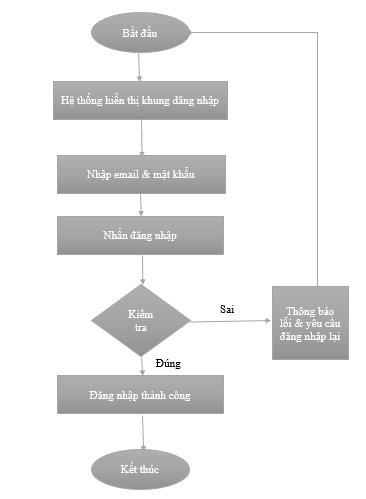 Bắt đầu
Hệ thống hiển thị khung đăng nhập
Nhập email & mật khẩu
Nhấn đăng nhập
Kiểm
tra
Sai
Thông báo
lỗi & yêu cầu
đăng nhập lại
Đúng
Đăng nhập thành công
Kết thúc